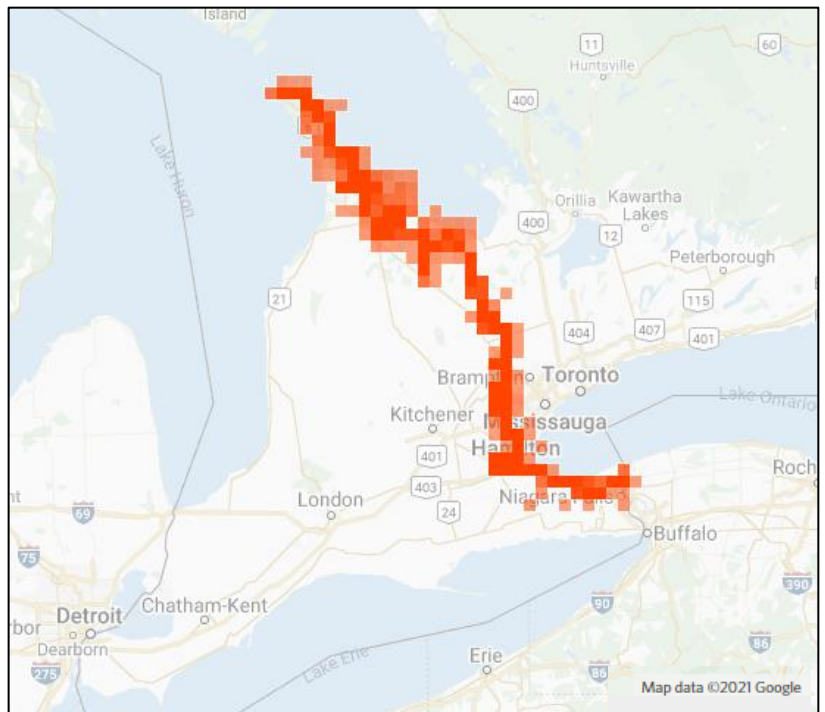 Island
11
60
Huntsville
400
Lake Huron
Orillia
Kawartha
Lakes
400
12
Peterborough
21
115
404
407
401
Brampton
Toronto
Lake Ontario
Kitchener
Mississauga
Hamilton
401
403
Roch
London
24
Niagara Falls
nt
69
Buffalo
75
390
Chatham-Kent
90
Detroit
rbor
Dearborn
Lake Erie
Erie
86
86
275
Map data ©2021 Google